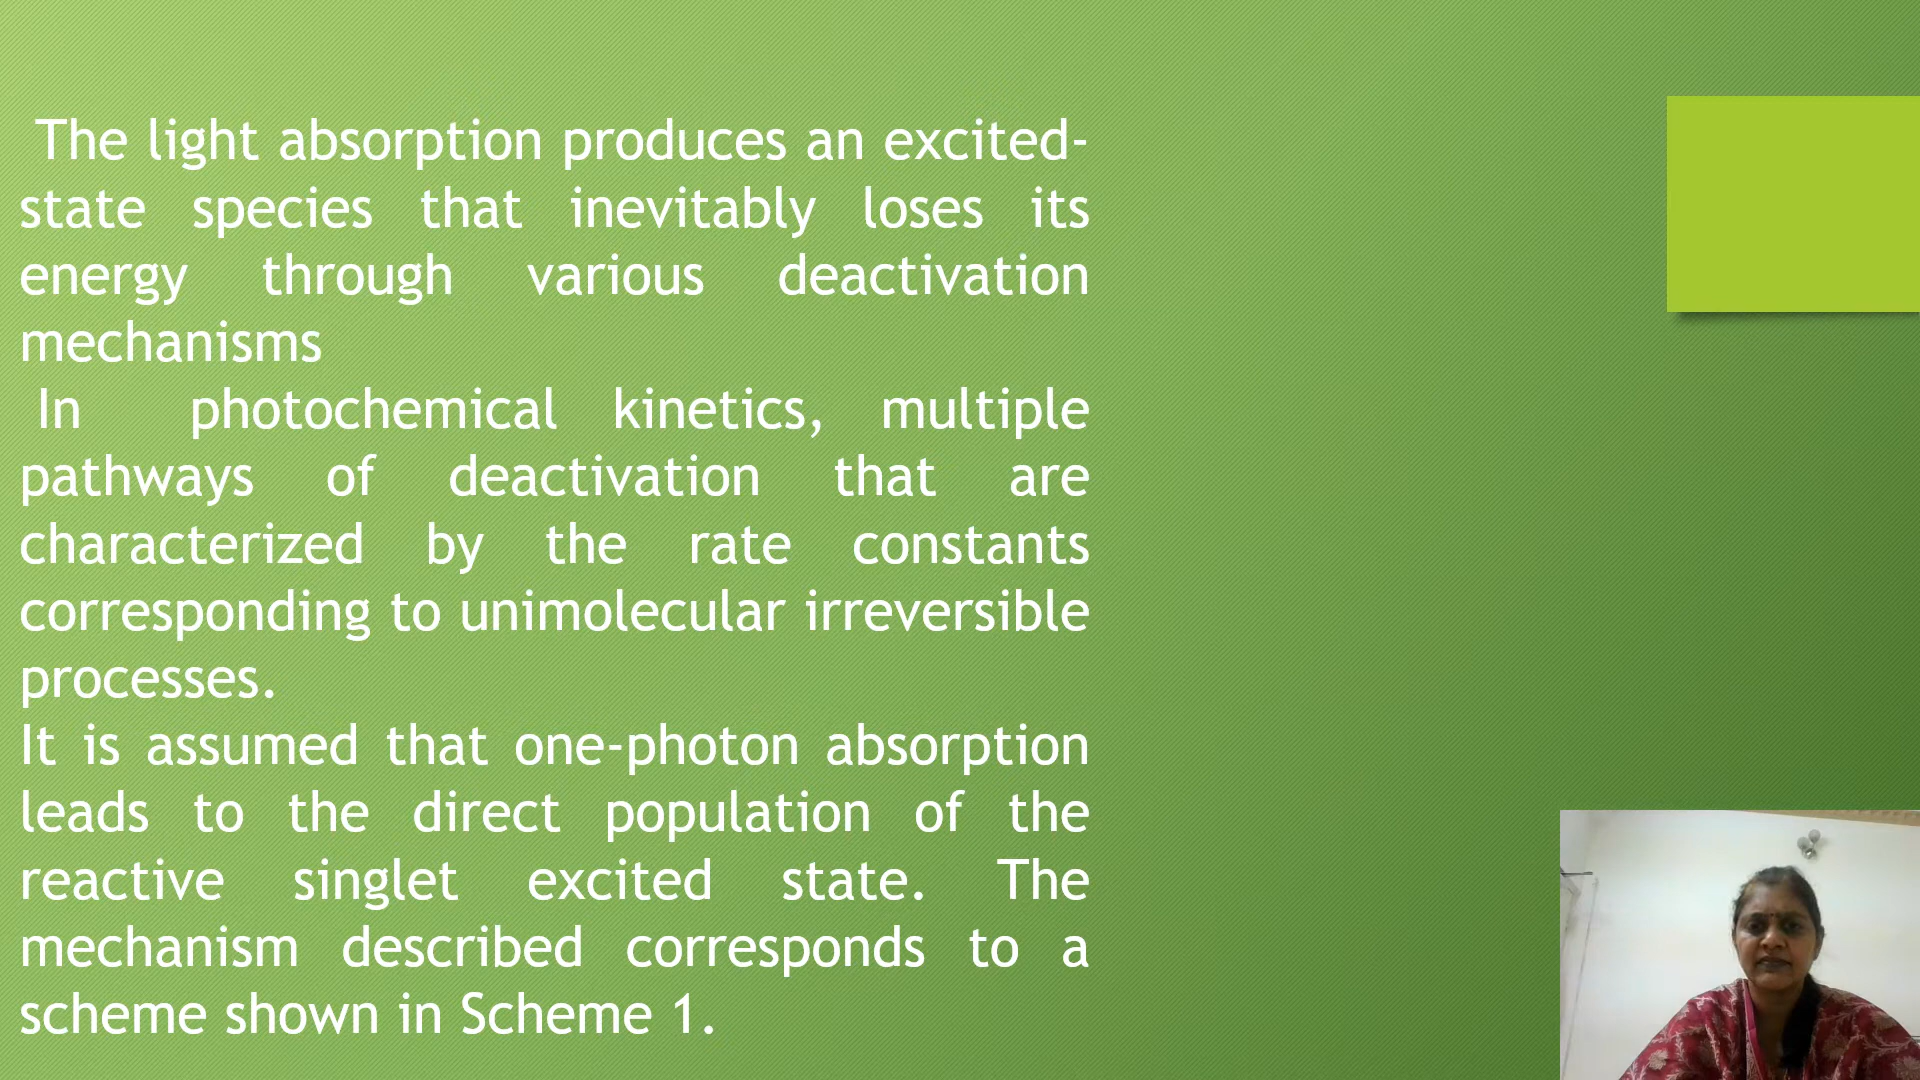 The light absorption produces an excited-
state species that inevitably loses its
energy through various deactivation
mechanisms
In photochemical kinetics, multiple
pathways of deactivation that are
characterized by the rate constants
corresponding to unimolecular irreversible
processes.
It is assumed that one-photon absorption
leads to the direct population of the
reactive singlet excited state. The
mechanism described corresponds to a
scheme shown in Scheme 1.